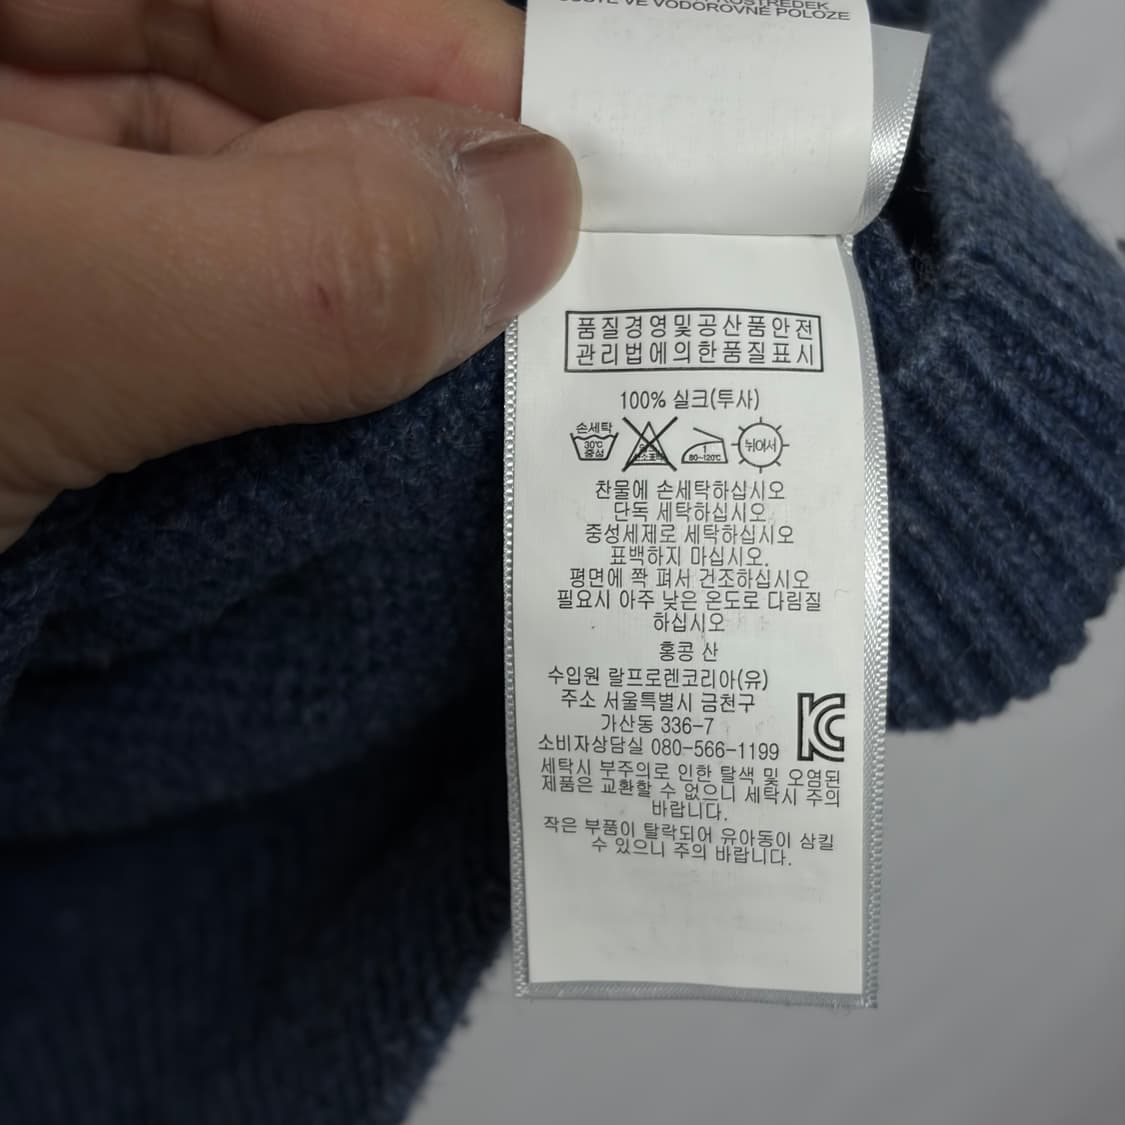 VE VODOROVNÉ POLOZE
품질경영및공산품안전
관리법에의한품질표시
100% 실크(투사)
손세탁
30℃
중성
80~120℃
뉘어서
찬물에 손세탁하십시오
단독 세탁하십시오
중성세제로 세탁하십시오
표백하지 마십시오.
평면에 쫙 펴서 건조하십시오
필요시 아주 낮은 온도로 다림질
하십시오
홍콩 산
수입원 랄프로렌코리아(유)
주소 서울특별시 금천구
가산동 336-7
소비자상담실 080-566-1199
세탁시 부주의로 인한 탈색 및 오염된
제품은 교환할 수 없으니 세탁시 주의
바랍니다.
작은 부품이 탈락되어 유아동이 삼킬
수 있으니 주의 바랍니다.